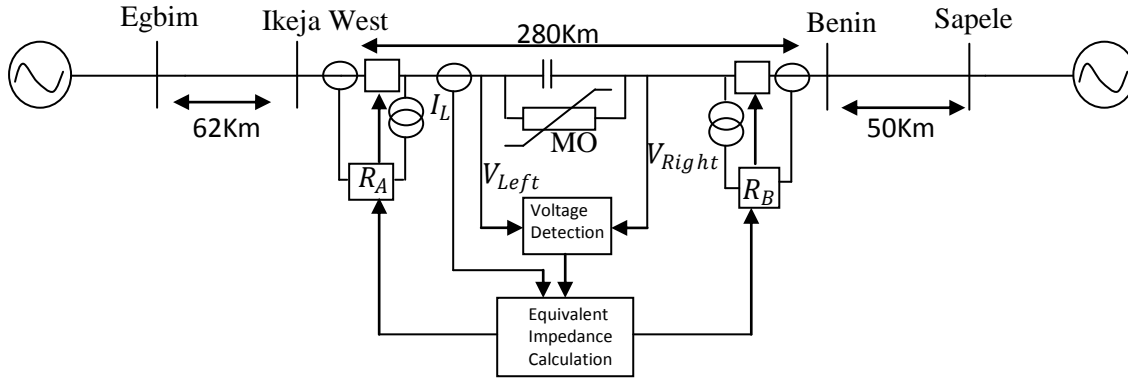 Egbim
Ikeja West
280Km
Benin
Sapele
62Km
I_L
MO
50Km
R_A
V_Left
V_Right
R_B
Voltage
Detection
Equivalent
Impedance
Calculation